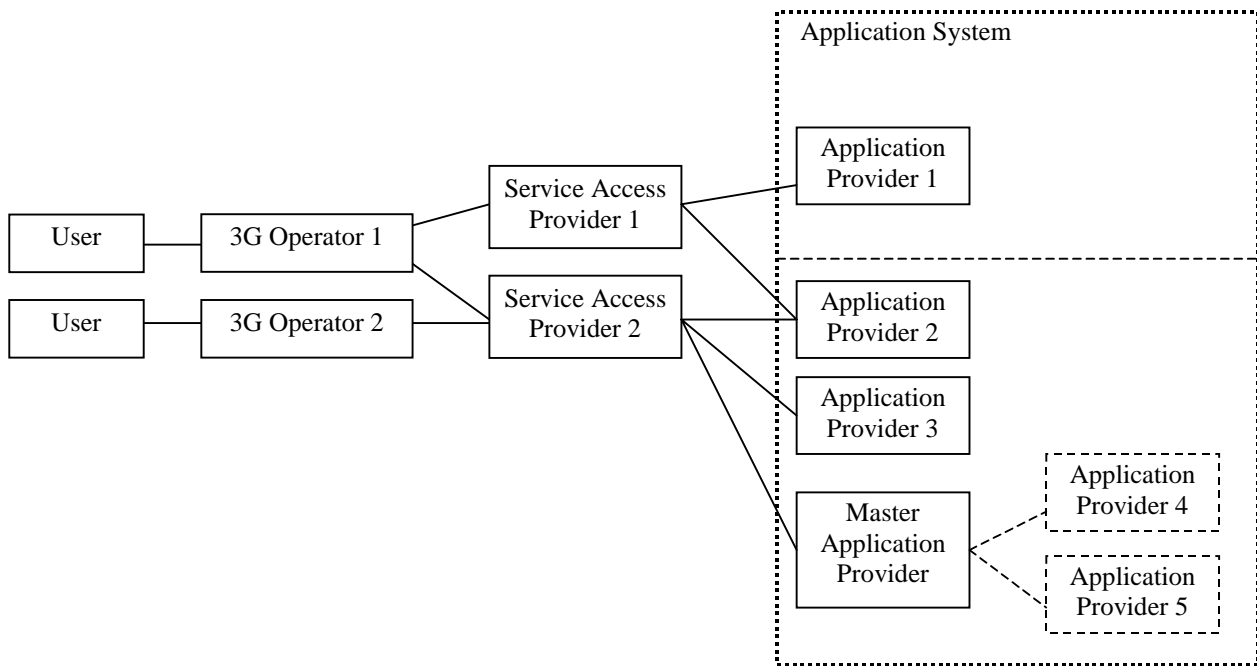 Application System
Application
Provider 1
Service Access
Provider 1
User
3G Operator 1
Service Access
Provider 2
User
3G Operator 2
Application
Provider 2
Application
Provider 3
Master
Application
Provider
Application
Provider 4
Application
Provider 5